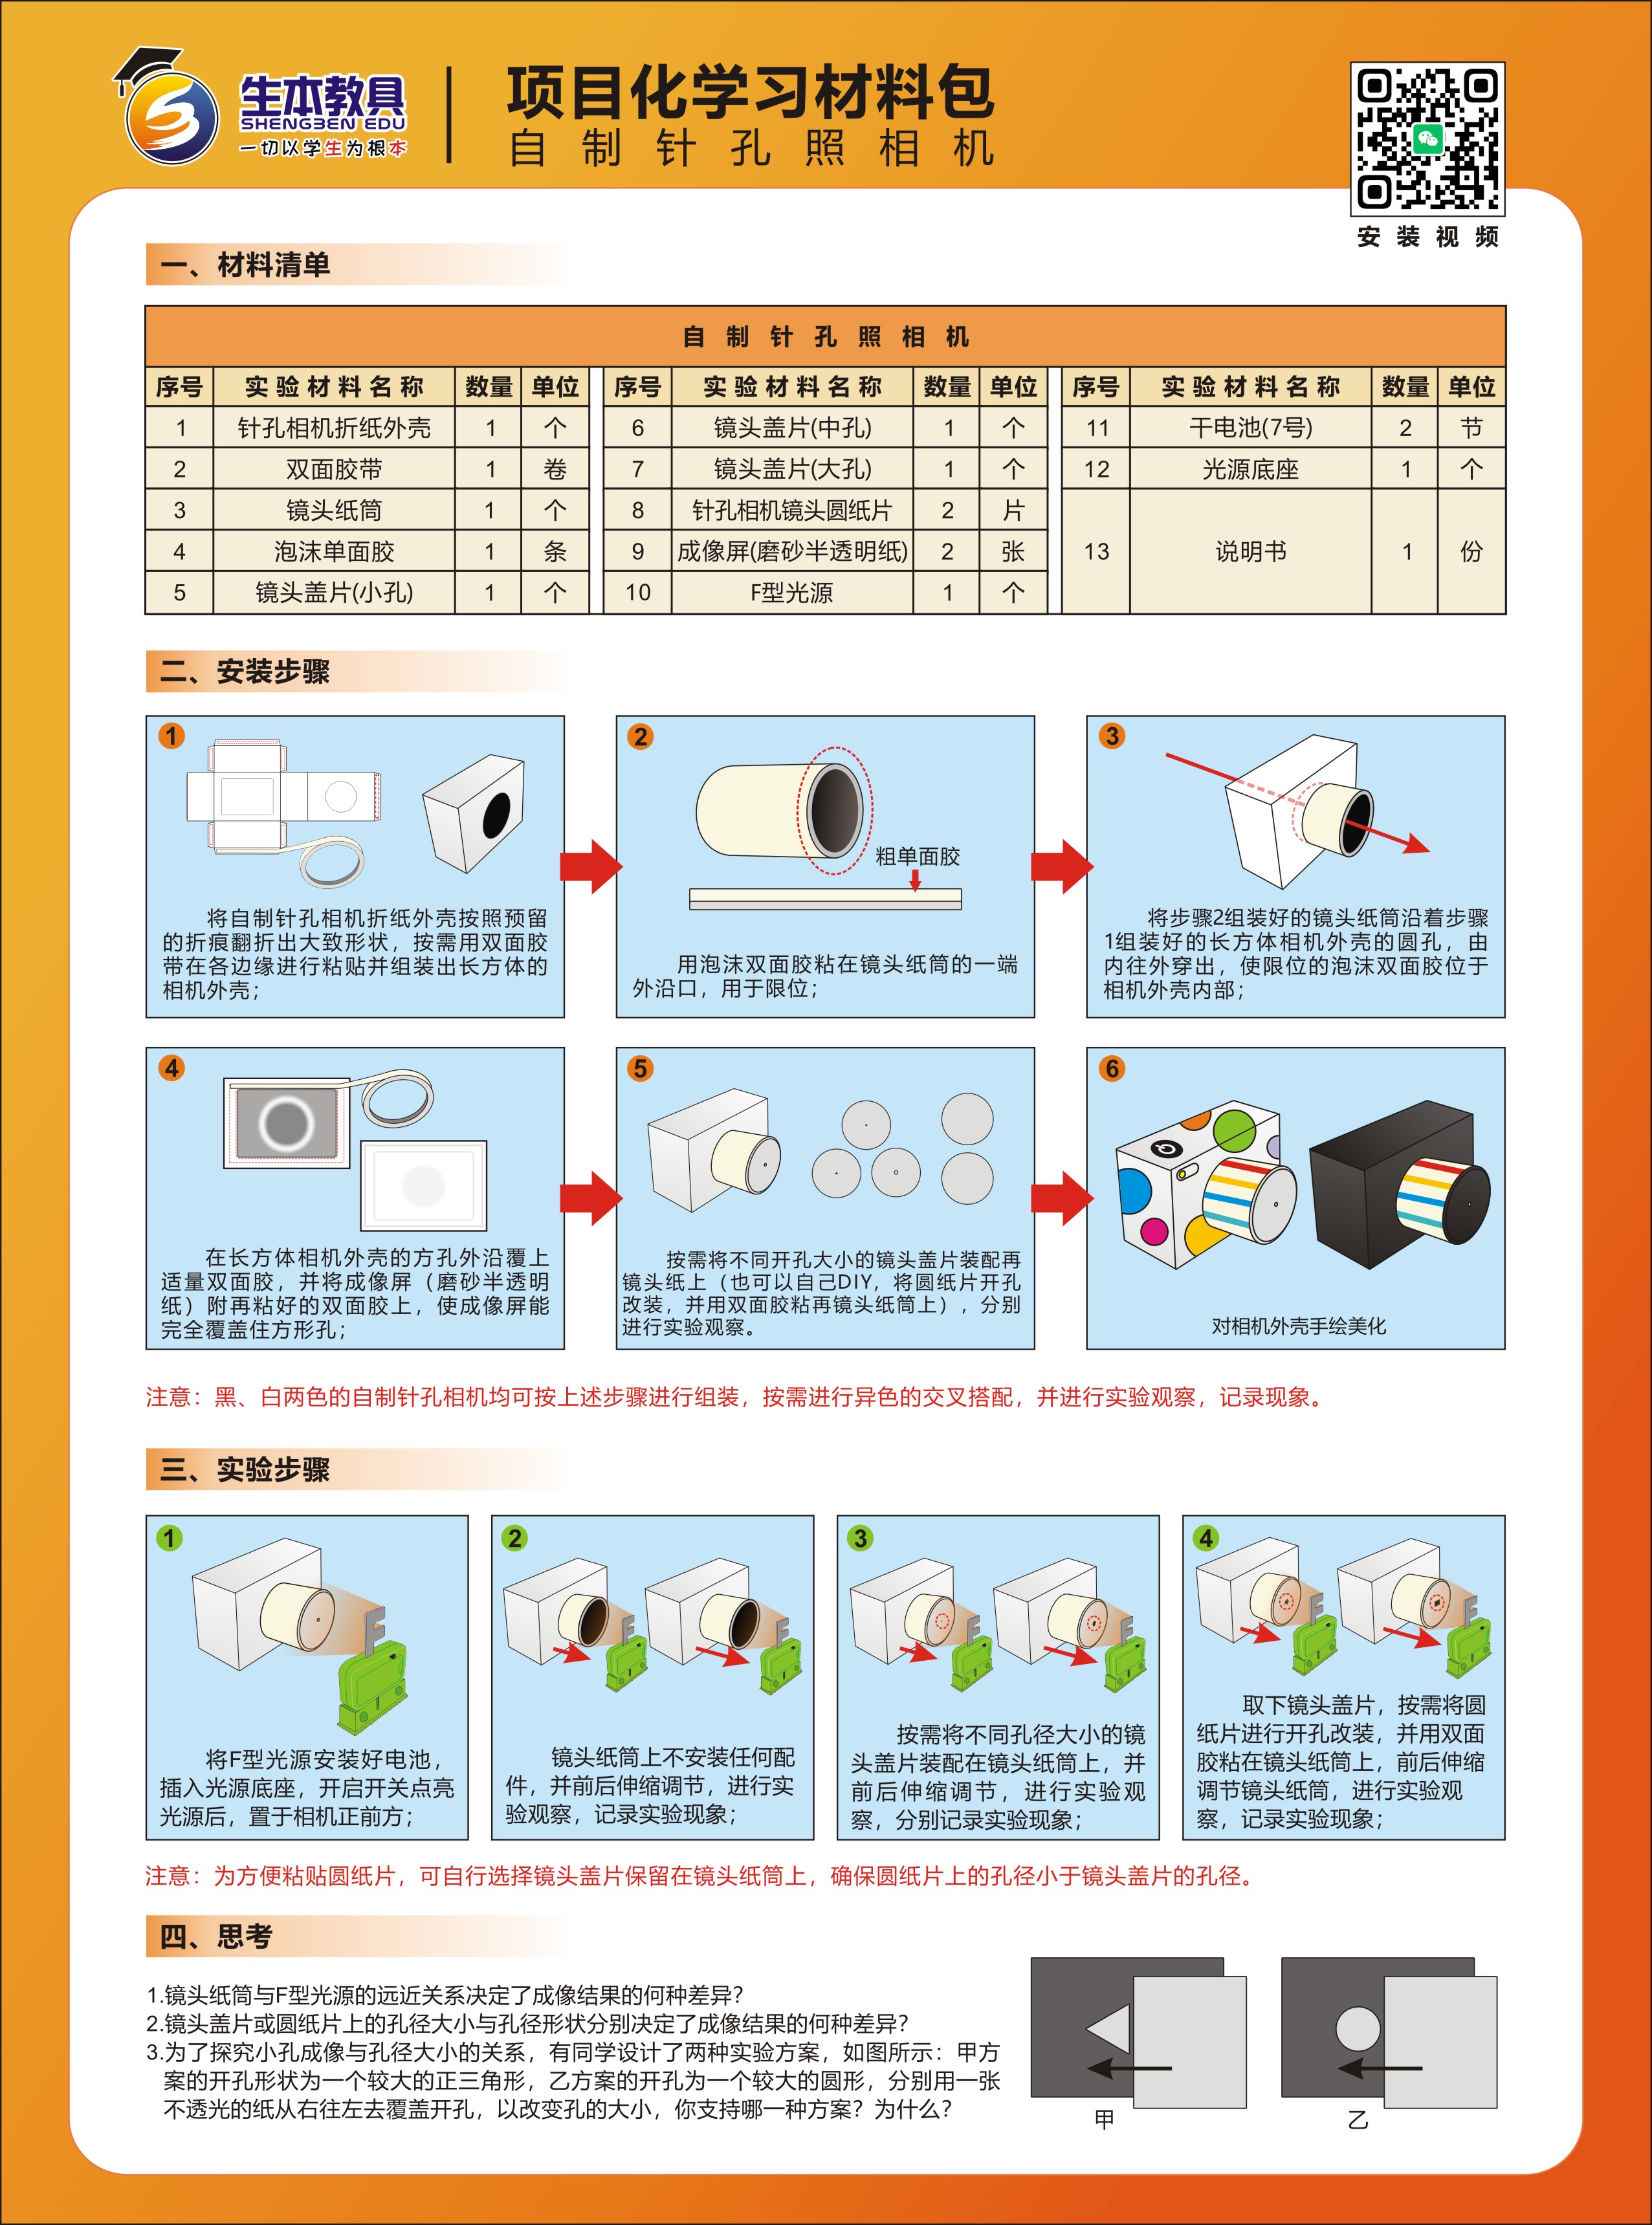 生本教具
SHENGBEN EDU
一切以学生为根本
项目化学习材料包
自制针孔照相机
安装视频
一、材料清单
自制针孔照相机
序号 实验材料名称 数量 单位 序号 实验材料名称 数量 单位 序号 实验材料名称 数量 单位
1 针孔相机折纸外壳 1 个 6 镜头盖片(中孔) 1 个 11 干电池(7号) 2 节
2 双面胶带 1 卷 7 镜头盖片(大孔) 1 个 12 光源底座 1 个
3 镜头纸筒 1 个 8 针孔相机镜头圆纸片 2 片
4 泡沫单面胶 1 条 9 成像屏(磨砂半透明纸) 2 张 13 说明书 1 份
5 镜头盖片(小孔) 1 个 10 F型光源 1 个
二、安装步骤
1
将自制针孔相机折纸外壳按照预留
的折痕翻折出大致形状，按需用双面胶
带在各边缘进行粘贴并组装出长方体的
相机外壳；
2
粗单面胶
用泡沫双面胶粘在镜头纸筒的一端
外沿口，用于限位；
3
将步骤2组装好的镜头纸筒沿着步骤
1组装好的长方体相机外壳的圆孔，由
内往外穿出，使限位的泡沫双面胶位于
相机外壳内部；
4
在长方体相机外壳的方孔外沿覆上
适量双面胶，并将成像屏（磨砂半透明
纸）附再粘好的双面胶上，使成像屏能
完全覆盖住方形孔；
5
按需将不同开孔大小的镜头盖片装配再
镜头纸上（也可以自己DIY，将圆纸片开孔
改装，并用双面胶粘再镜头纸筒上），分别
进行实验观察。
6
对相机外壳手绘美化
注意：黑、白两色的自制针孔相机均可按上述步骤进行组装，按需进行异色的交叉搭配，并进行实验观察，记录现象。
三、实验步骤
1
将F型光源安装好电池，
插入光源底座，开启开关点亮
光源后，置于相机正前方；
2
镜头纸筒上不安装任何配
件，并前后伸缩调节，进行实
验观察，记录实验现象；
3
按需将不同孔径大小的镜
头盖片装配在镜头纸筒上，并
前后伸缩调节，进行实验观
察，分别记录实验现象；
4
取下镜头盖片，按需将圆
纸片进行开孔改装，并用双面
胶粘在镜头纸筒上，前后伸缩
调节镜头纸筒，进行实验观
察，记录实验现象；
注意：为方便粘贴圆纸片，可自行选择镜头盖片保留在镜头纸筒上，确保圆纸片上的孔径小于镜头盖片的孔径。
四、思考
1.镜头纸筒与F型光源的远近关系决定了成像结果的何种差异？
2.镜头盖片或圆纸片上的孔径大小与孔径形状分别决定了成像结果的何种差异？
3.为了探究小孔成像与孔径大小的关系，有同学设计了两种实验方案，如图所示：甲方
案的开孔形状为一个较大的正三角形，乙方案的开孔为一个较大的圆形，分别用一张
不透光的纸从右往左去覆盖开孔，以改变孔的大小，你支持哪一种方案？为什么？
甲
乙